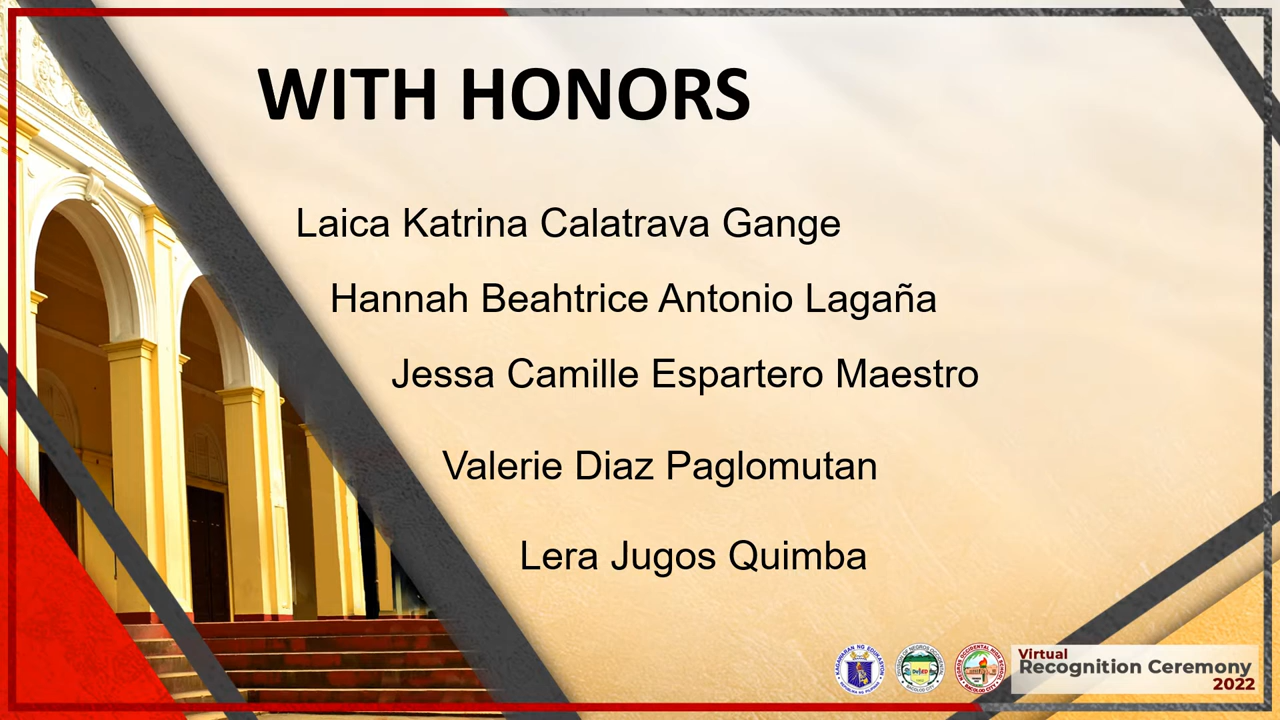 WITH HONORS
Laica Katrina Calatrava Gange
Hannah Beahtrice Antonio Lagaña
Jessa Camille Espartero Maestro
Valerie Diaz Paglomutan
Lera Jugos Quimba
Virtual
Recognition Ceremony
2022